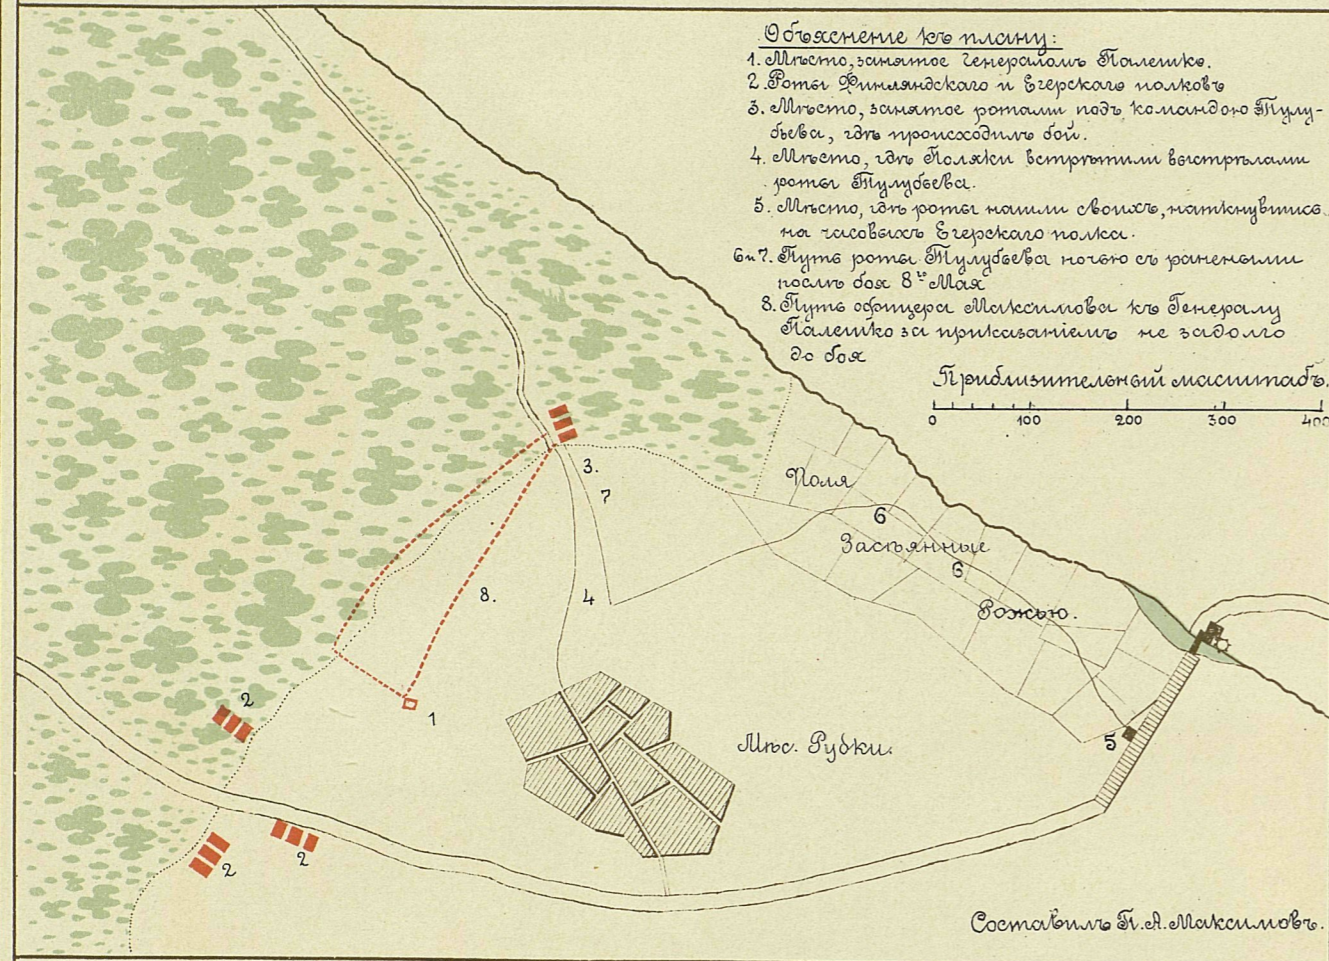 Объясненіе къ плану:
1. Мѣсто, занятое генераломъ Палешко.
2. Роты Финляндскаго и Егерскаго полковъ
3. Мѣсто, занятое ротами подъ командою Тулу-
бьева, гдѣ происходилъ бой.
4. Мѣсто, гдѣ Поляки встрѣтили выстрѣлами
роты Тулубьева.
5. Мѣсто, гдѣ роты нашли своихъ, наткнувшись
на часовыхъ Егерскаго полка.
6 и 7. Путь роты Тулубьева ночью съ ранеными
послѣ боя 8го Мая
8. Путь офицера Максимова къ Генералу
Палешко за приказаніемъ не задолго
до боя
Приблизительный масштабъ.
0 100 200 300 400
3.
7
Поля
6
Засѣянные
6
Рожью.
8.
4
2
1
5
Мѣс. Рудки.
2
2
Составилъ П. А. Максимовъ.